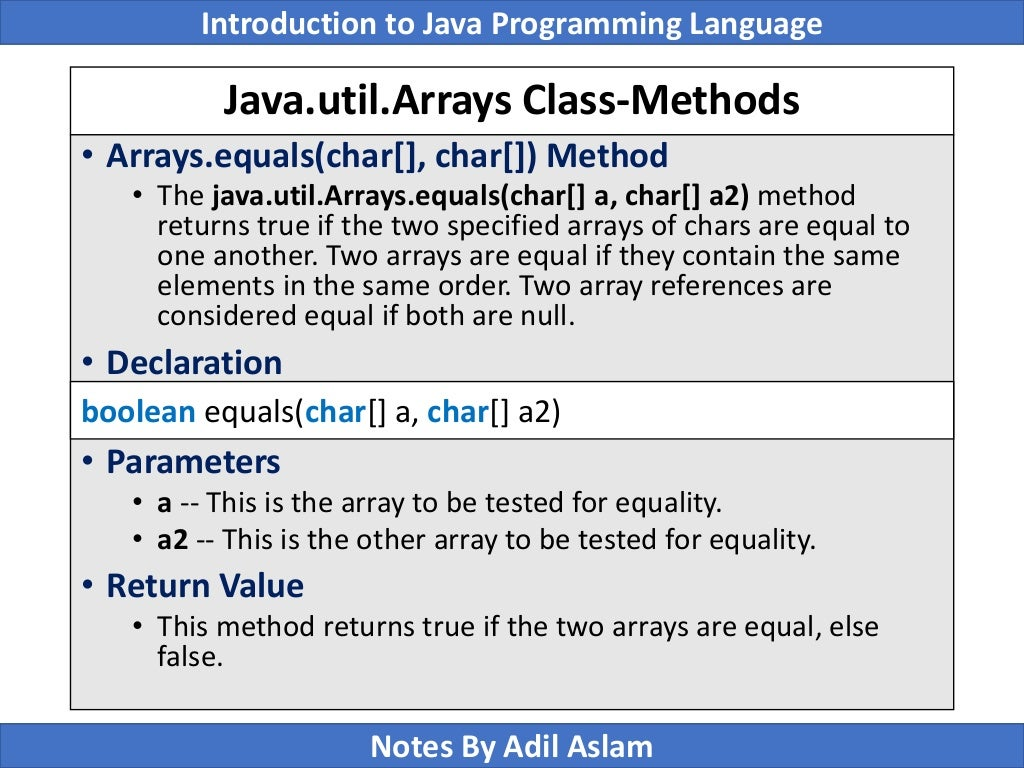 Introduction to Java Programming Language
Java.util.Arrays Class-Methods
• Arrays.equals(char[], char[]) Method
• The java.util.Arrays.equals(char[] a, char[] a2) method
returns true if the two specified arrays of chars are equal to
one another. Two arrays are equal if they contain the same
elements in the same order. Two array references are
considered equal if both are null.
• Declaration
boolean equals(char[] a, char[] a2)
• Parameters
• a -- This is the array to be tested for equality.
• a2 -- This is the other array to be tested for equality.
• Return Value
• This method returns true if the two arrays are equal, else
false.
Notes By Adil Aslam